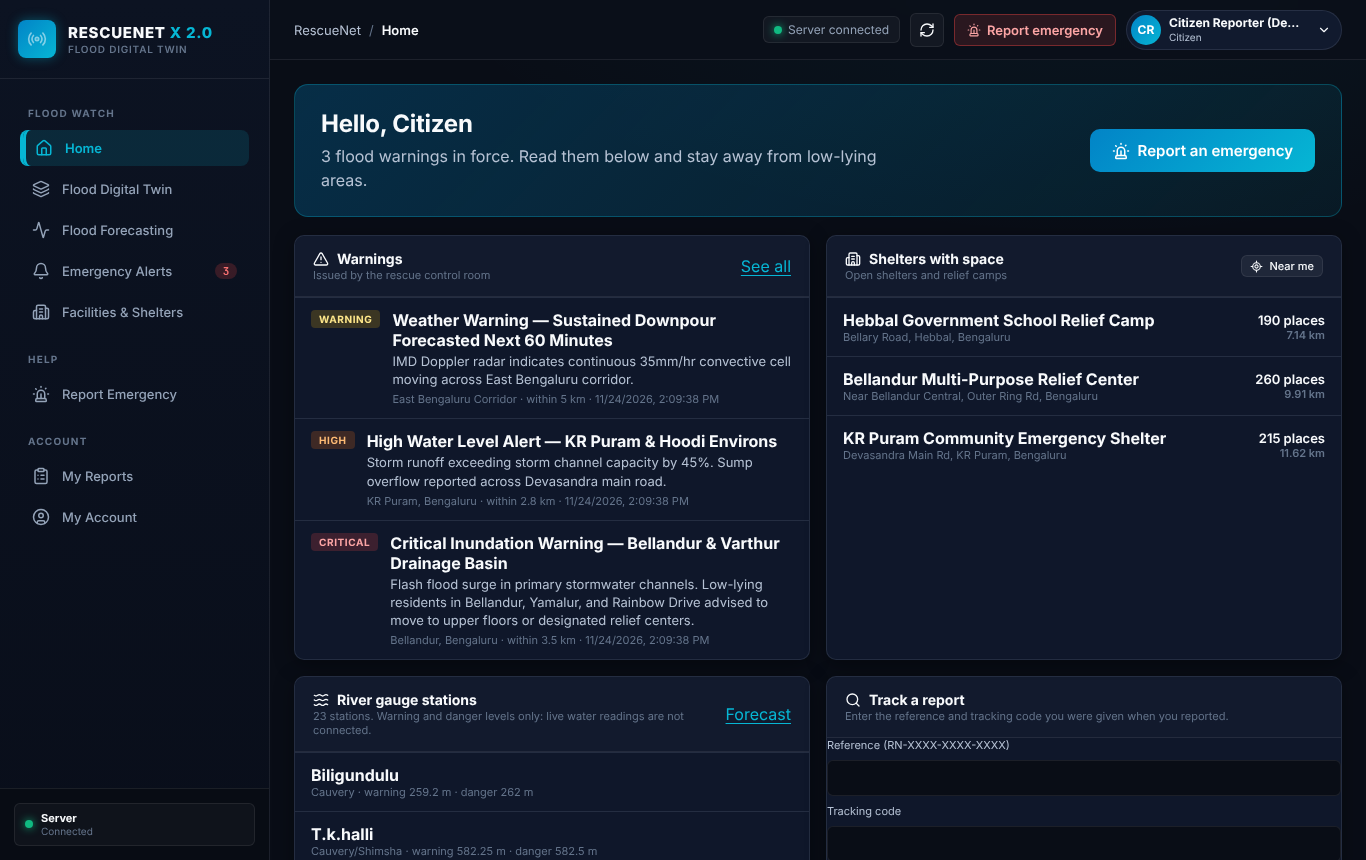 RESCUENET X 2.0
FLOOD DIGITAL TWIN
FLOOD WATCH
Home
Flood Digital Twin
Flood Forecasting
Emergency Alerts 3
Facilities & Shelters
HELP
Report Emergency
ACCOUNT
My Reports
My Account
Server
Connected
RescueNet / Home
Server connected
Report emergency
CR
Citizen Reporter (De...
Citizen
Hello, Citizen
3 flood warnings in force. Read them below and stay away from low-lying
areas.
Report an emergency
Warnings
Issued by the rescue control room
See all
WARNING
Weather Warning — Sustained Downpour
Forecasted Next 60 Minutes
IMD Doppler radar indicates continuous 35mm/hr convective cell
moving across East Bengaluru corridor.
East Bengaluru Corridor · within 5 km · 11/24/2026, 2:09:38 PM
HIGH
High Water Level Alert — KR Puram & Hoodi Environs
Storm runoff exceeding storm channel capacity by 45%. Sump
overflow reported across Devasandra main road.
KR Puram, Bengaluru · within 2.8 km · 11/24/2026, 2:09:38 PM
CRITICAL
Critical Inundation Warning — Bellandur & Varthur
Drainage Basin
Flash flood surge in primary stormwater channels. Low-lying
residents in Bellandur, Yamalur, and Rainbow Drive advised to
move to upper floors or designated relief centers.
Bellandur, Bengaluru · within 3.5 km · 11/24/2026, 2:09:38 PM
Shelters with space
Open shelters and relief camps
Near me
Hebbal Government School Relief Camp
Bellary Road, Hebbal, Bengaluru
190 places
7.14 km
Bellandur Multi-Purpose Relief Center
Near Bellandur Central, Outer Ring Rd, Bengaluru
260 places
9.91 km
KR Puram Community Emergency Shelter
Devasandra Main Rd, KR Puram, Bengaluru
215 places
11.62 km
River gauge stations
23 stations. Warning and danger levels only: live water readings are not
connected.
Forecast
Biligundulu
Cauvery · warning 259.2 m · danger 262 m
T.k.halli
Cauvery/Shimsha · warning 582.25 m · danger 582.5 m
Track a report
Enter the reference and tracking code you were given when you reported.
Reference (RN-XXXX-XXXX-XXXX)
Tracking code